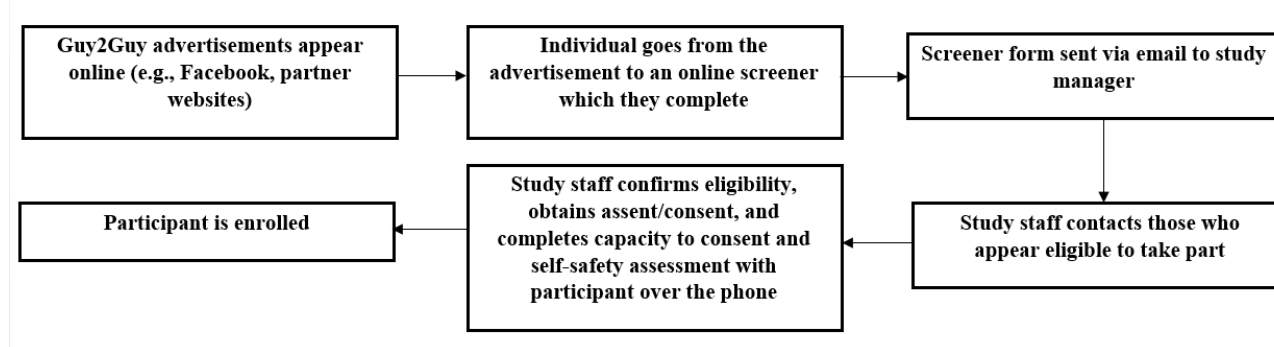 Guy2Guy advertisements appear
online (e.g., Facebook, partner
websites)
Individual goes from the
advertisement to an online screener
which they complete
Screener form sent via email to study
manager
Study staff contacts those who
appear eligible to take part
Study staff confirms eligibility,
obtains assent/consent, and
completes capacity to consent and
self-safety assessment with
participant over the phone
Participant is enrolled